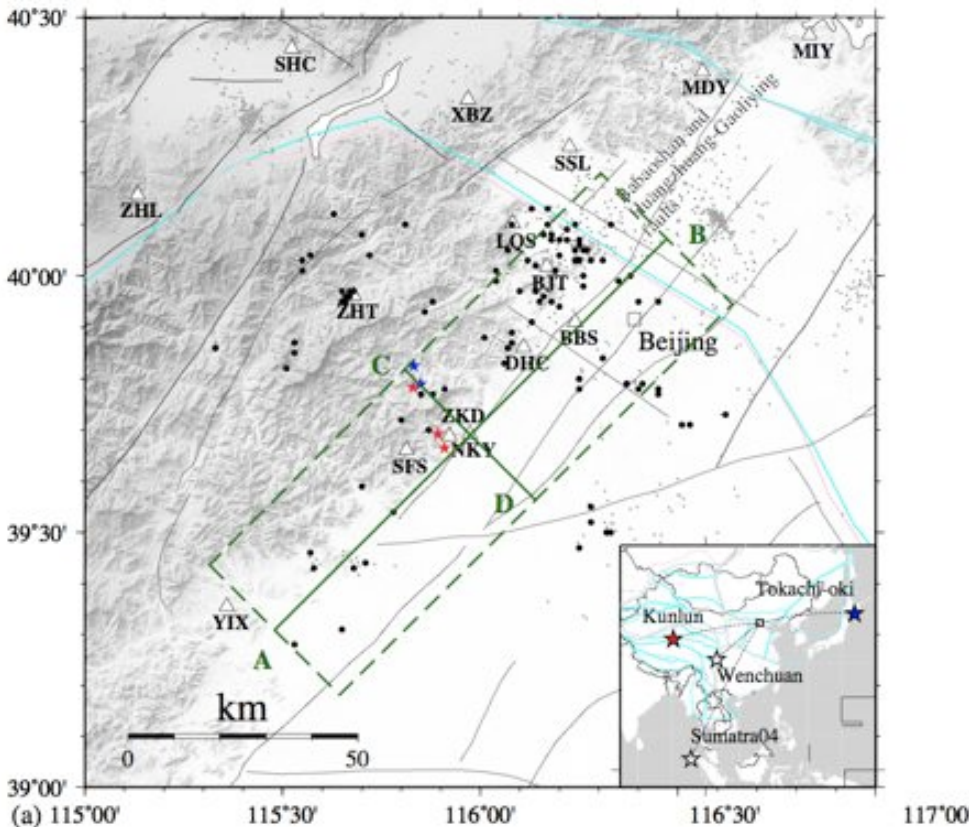 40°30'
SHC
MIY
MDY
XBZ
Babaoshan and
Huangzhuang-Gaoliying
faults
SSL
ZHL
LQS
B
40°00'
BJT
ZHT
BBS
Beijing
DHC
C
ZKD
NKY
SFS
D
39°30'
Tokachi-oki
Kunlun
YIX
Wenchuan
A
km
Sumatra04
0
50
39°00'
(a) 115°00' 115°30' 116°00' 116°30' 117°00'